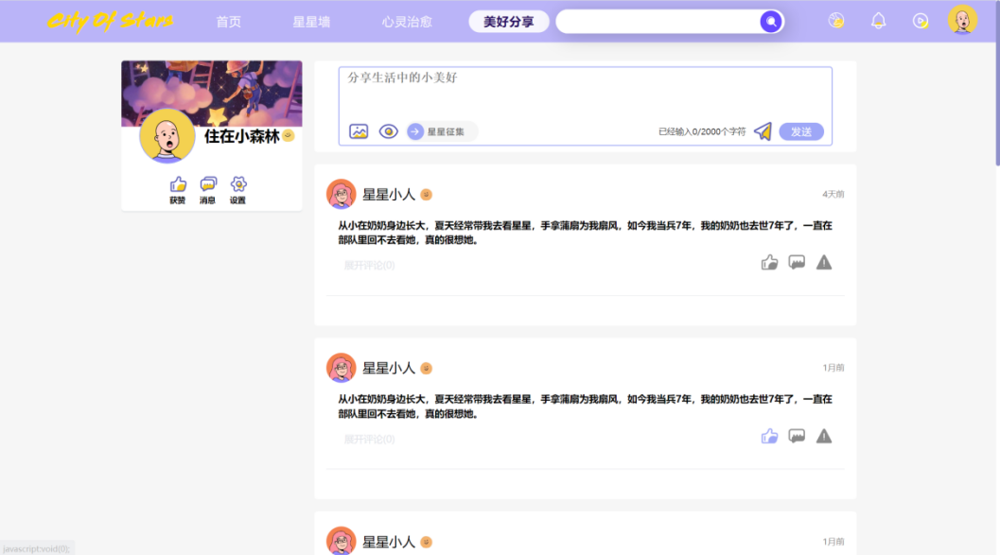 City Of Stars 首页 星星墙 心灵治愈 美好分享
住在小森林
获赞 消息 设置
分享生活中的小美好
星星征集 已经输入0/2000个字符 发送
星星小人 4天前
从小在奶奶身边长大，夏天经常带我去看星星，手拿蒲扇为我扇风，如今我当兵7年，我的奶奶也去世7年了，一直在
部队里回不去看她，真的很想她。
展开评论(0)
星星小人 1月前
从小在奶奶身边长大，夏天经常带我去看星星，手拿蒲扇为我扇风，如今我当兵7年，我的奶奶也去世7年了，一直在
部队里回不去看她，真的很想她。
展开评论(0)
星星小人 1月前
javascript:void(0);